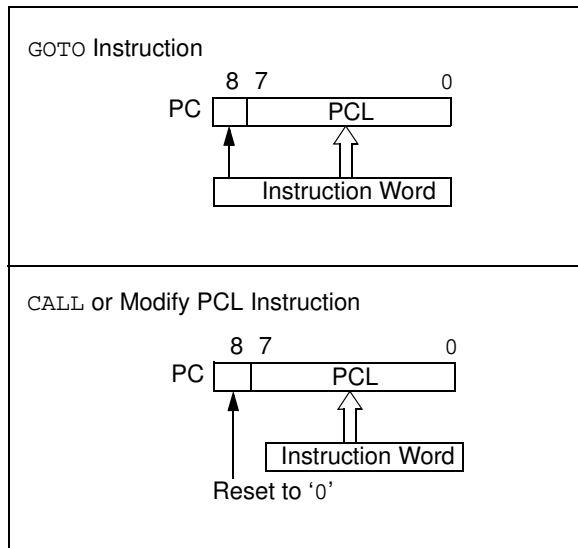 GOTO Instruction
8 7 0
PC PCL
Instruction Word
CALL or Modify PCL Instruction
8 7 0
PC PCL
Instruction Word
Reset to ‘0’